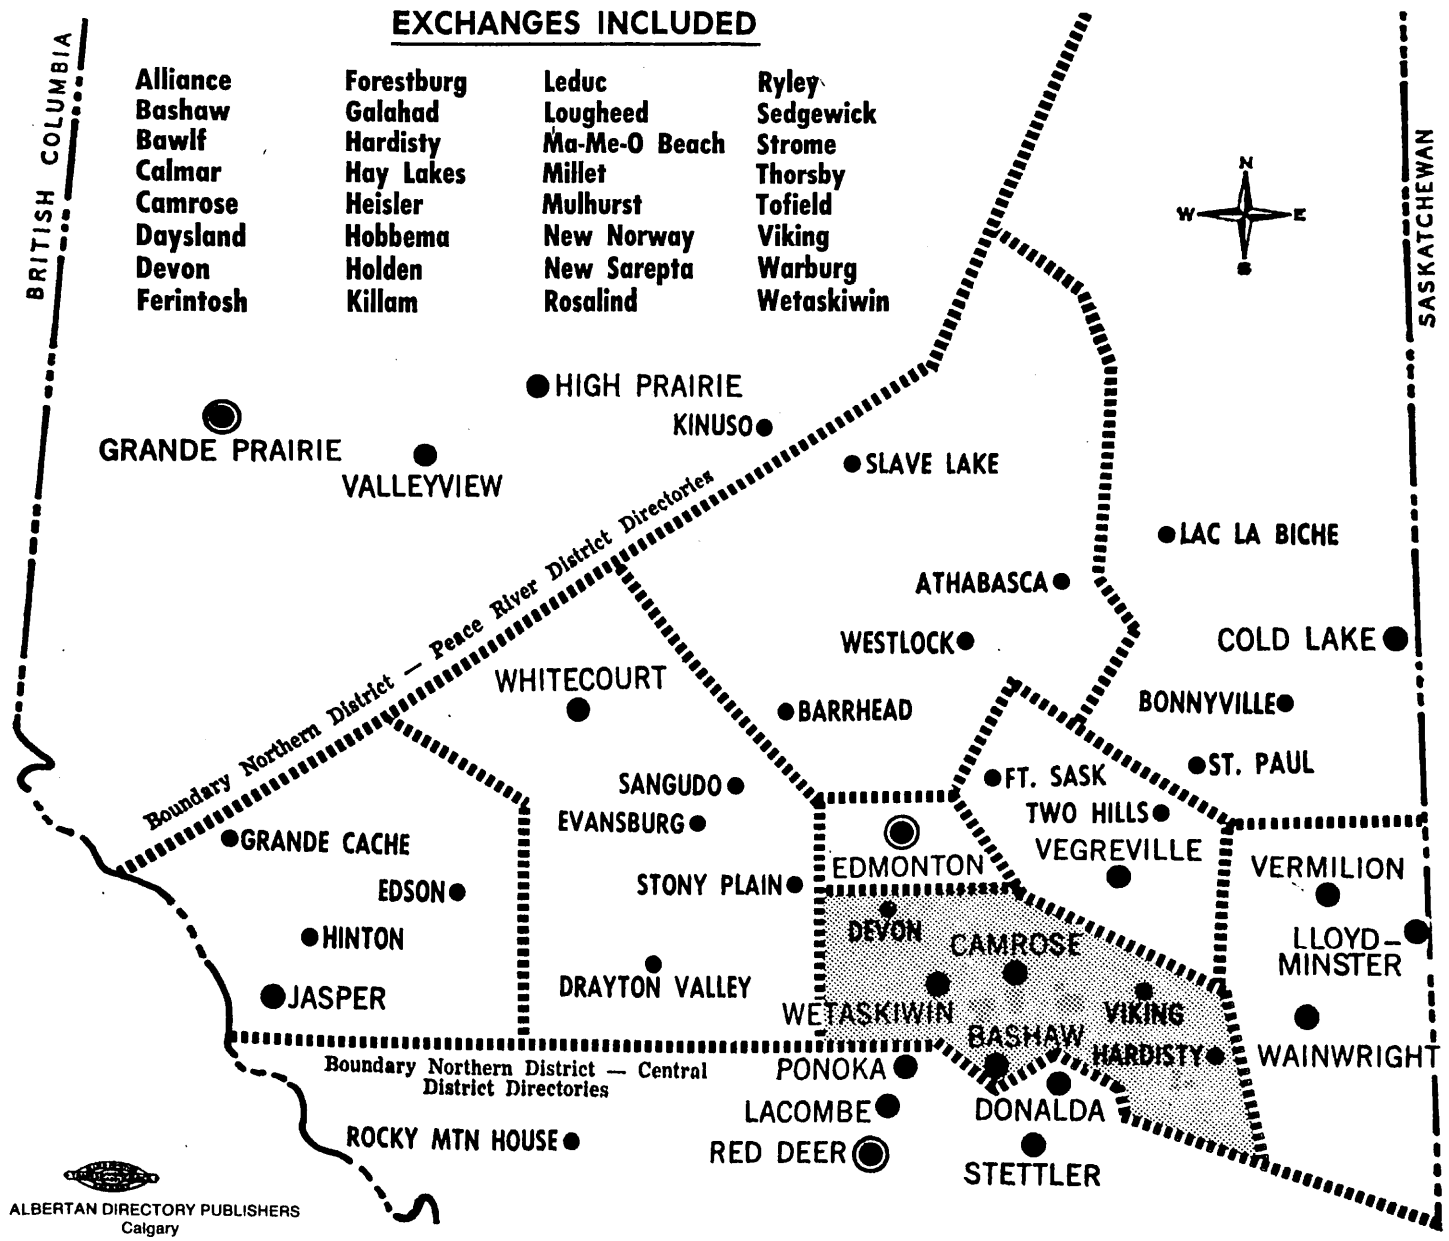 EXCHANGES INCLUDED
Alliance Forestburg Leduc Ryley
Bashaw Galahad Lougheed Sedgewick
Bawlf Hardisty Ma-Me-O Beach Strome
Calmar Hay Lakes Millet Thorsby
Camrose Heisler Mulhurst Tofield
Daysland Hobbema New Norway Viking
Devon Holden New Sarepta Warburg
Ferintosh Killam Rosalind Wetaskiwin
BRITISH COLUMBIA
SASKATCHEWAN
N
W E
S
HIGH PRAIRIE
KINUSO
GRANDE PRAIRIE
VALLEYVIEW
SLAVE LAKE
Boundary Northern District — Peace River District Directories
LAC LA BICHE
ATHABASCA
WESTLOCK
COLD LAKE
WHITECOURT
BARRHEAD
BONNYVILLE
SANGUDO
FT. SASK
ST. PAUL
EVANSBURG
TWO HILLS
GRANDE CACHE
EDMONTON
VEGREVILLE
VERMILION
EDSON
STONY PLAIN
HINTON
DEVON
CAMROSE
LLOYD–
MINSTER
JASPER
DRAYTON VALLEY
WETASKIWIN
VIKING
BASHAW
HARDISTY
WAINWRIGHT
Boundary Northern District — Central
District Directories
PONOKA
LACOMBE
DONALDA
ROCKY MTN HOUSE
RED DEER
STETTLER
ALBERTAN DIRECTORY PUBLISHERS
Calgary